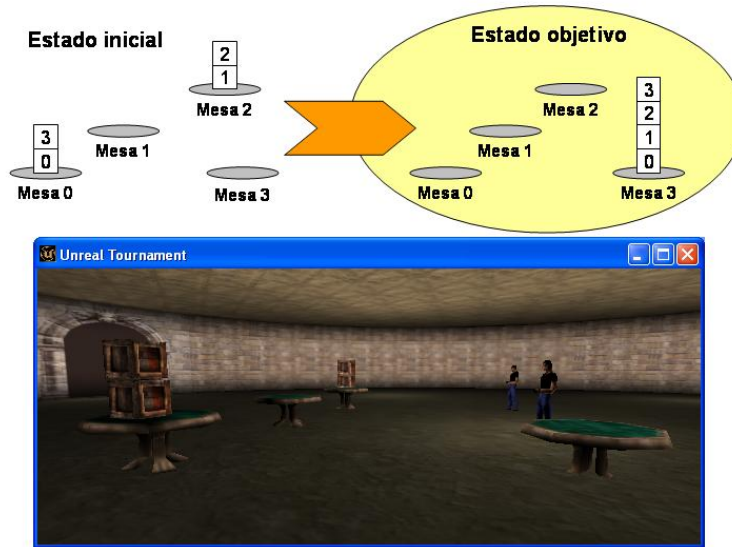 Estado inicial
2
1
Mesa 2
3
0
Mesa 1
Mesa 0
Mesa 3
Estado objetivo
Mesa 2
3
2
1
0
Mesa 1
Mesa 0
Mesa 3
Unreal Tournament